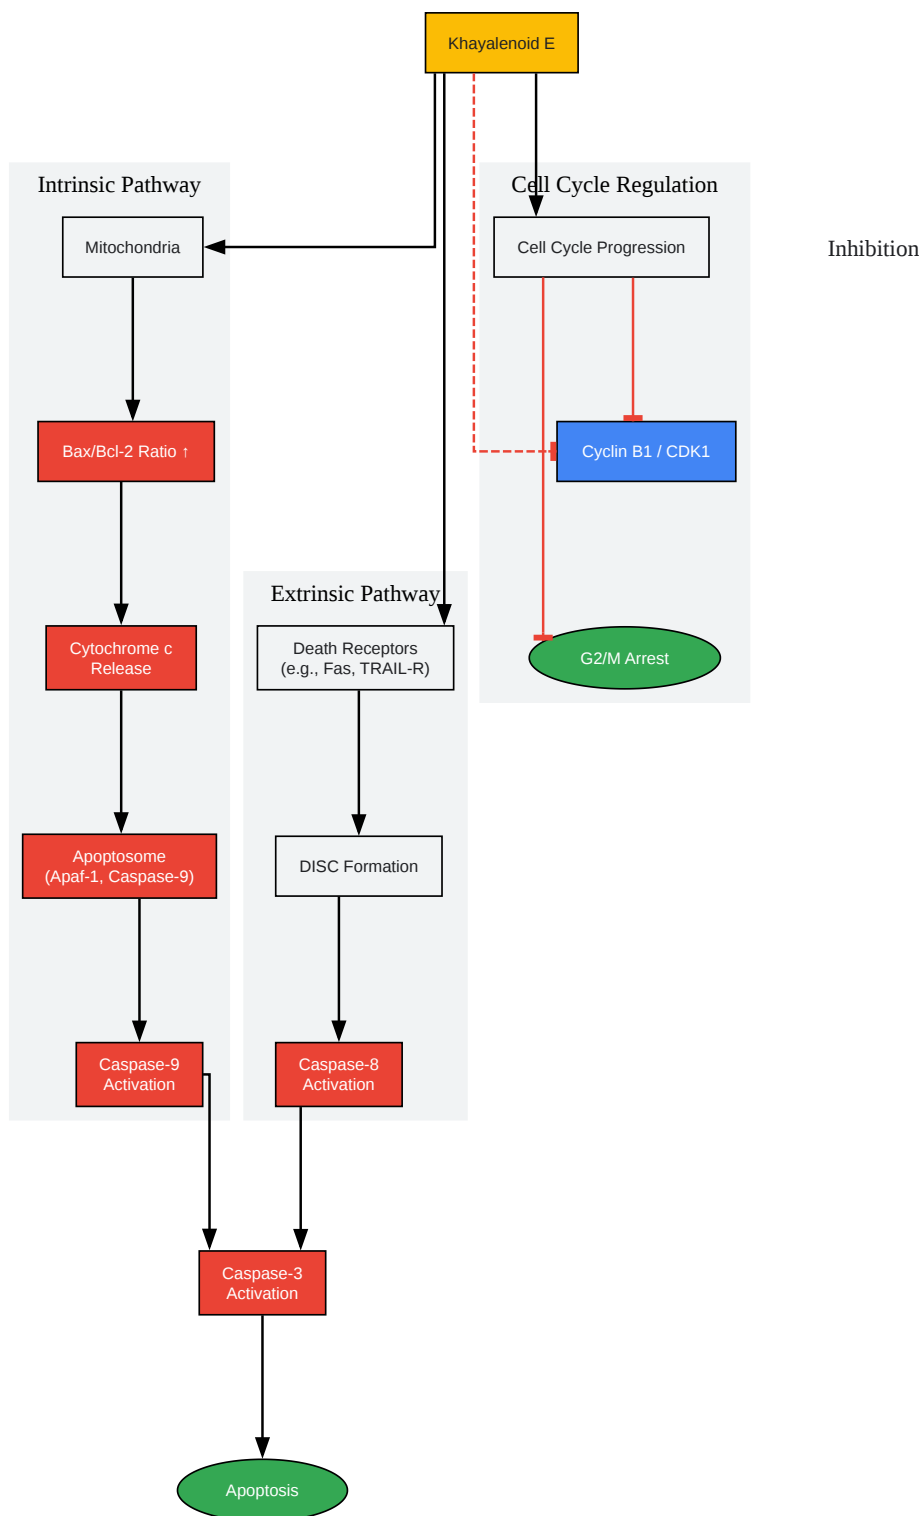 Khayalenoid E
Intrinsic Pathway
Cell Cycle Regulation
Mitochondria
Cell Cycle Progression
Inhibition
Bax/Bcl-2 Ratio ↑
Cyclin B1 / CDK1
Extrinsic Pathway
Cytochrome c
Release
Death Receptors
(e.g., Fas, TRAIL-R)
G2/M Arrest
Apoptosome
(Apaf-1, Caspase-9)
DISC Formation
Caspase-9
Activation
Caspase-8
Activation
Caspase-3
Activation
Apoptosis